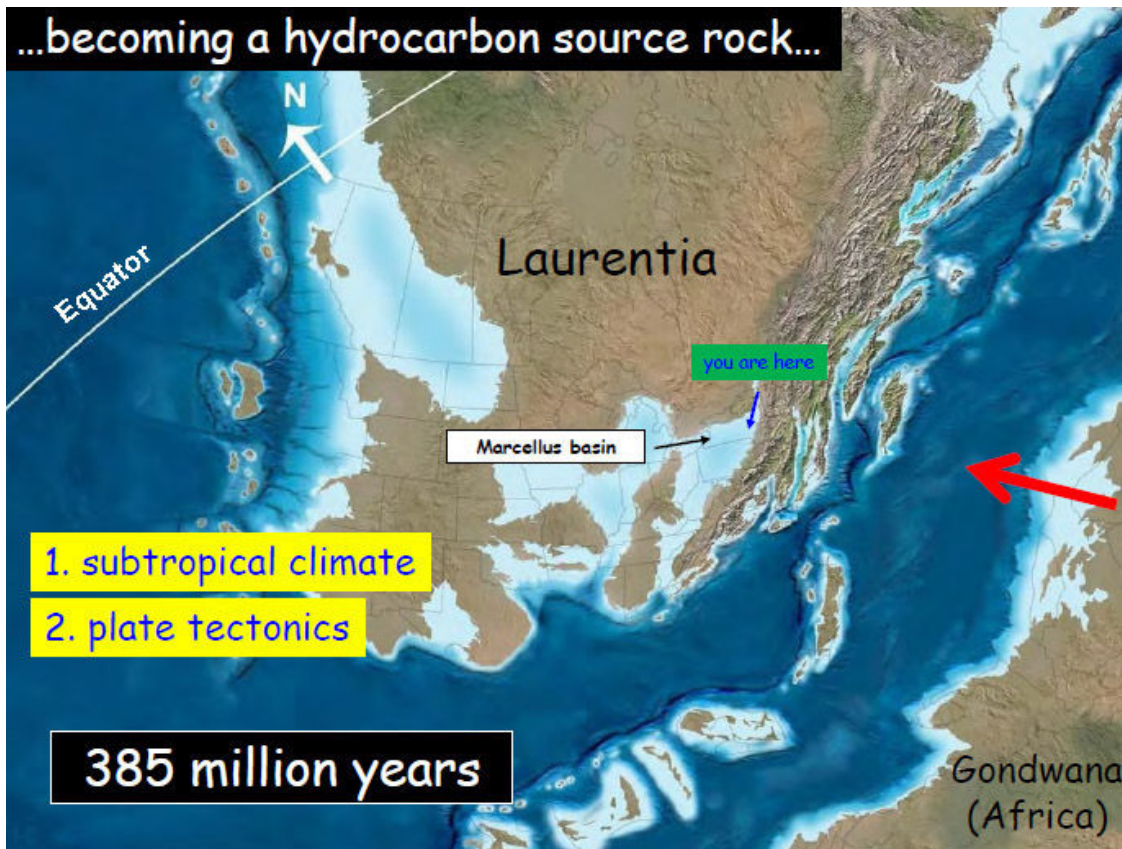 ...becoming a hydrocarbon source rock...
N
Equator
Laurentia
you are here
Marcellus basin
1. subtropical climate
2. plate tectonics
385 million years
Gondwana
(Africa)